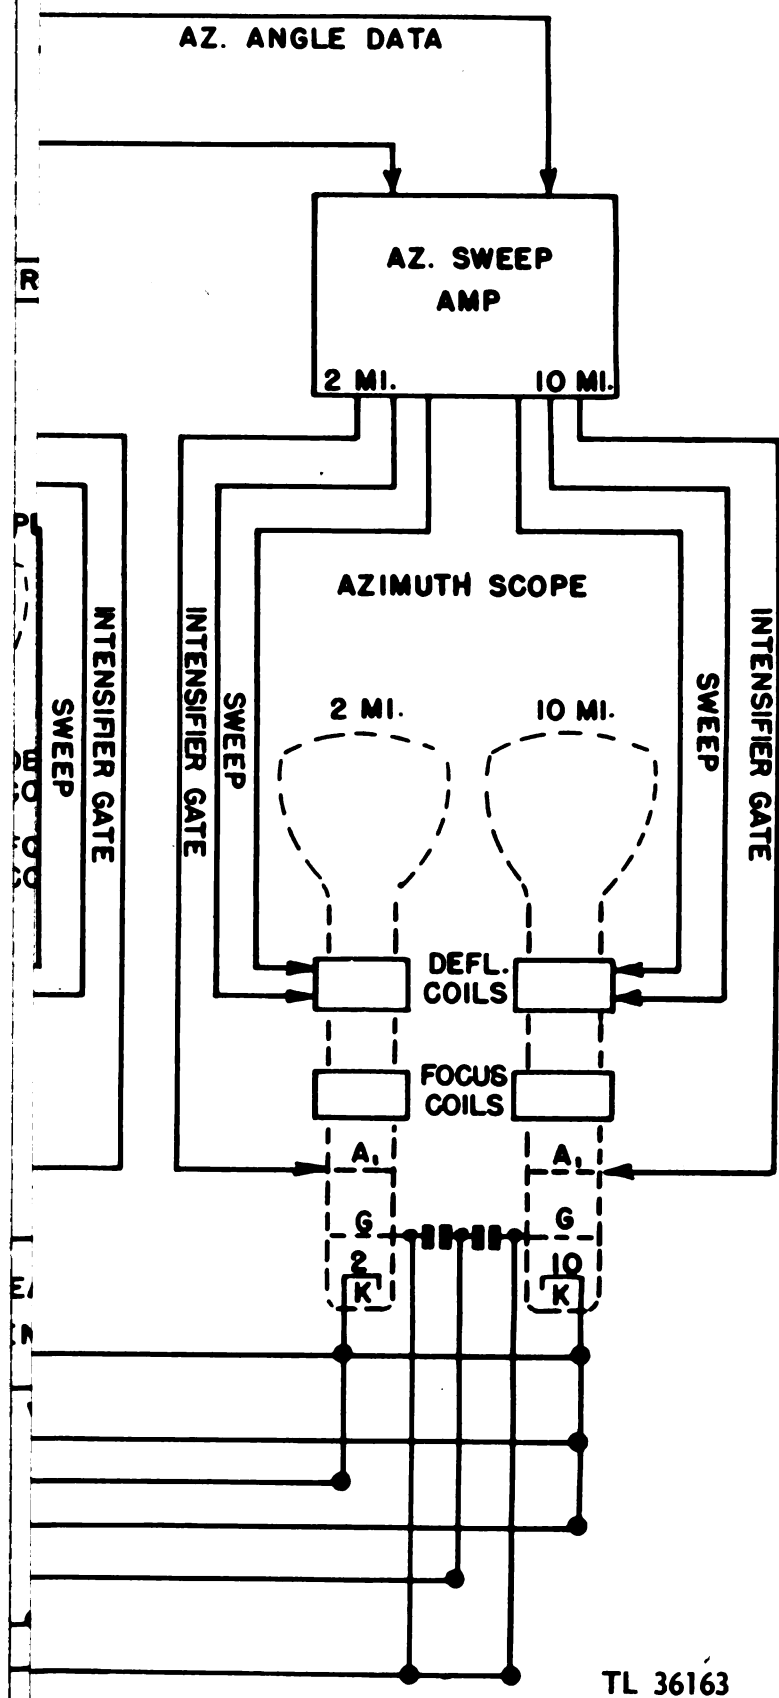 AZ. ANGLE DATA
AZ. SWEEP
AMP
2 MI.
10 MI.
R
AZIMUTH SCOPE
INTENSIFIER GATE
SWEEP
INTENSIFIER GATE
SWEEP
SWEEP
INTENSIFIER GATE
2 MI.
10 MI.
DEFL.
COILS
FOCUS
COILS
A₁
A₁
G
G
2
10
K
K
TL 36163